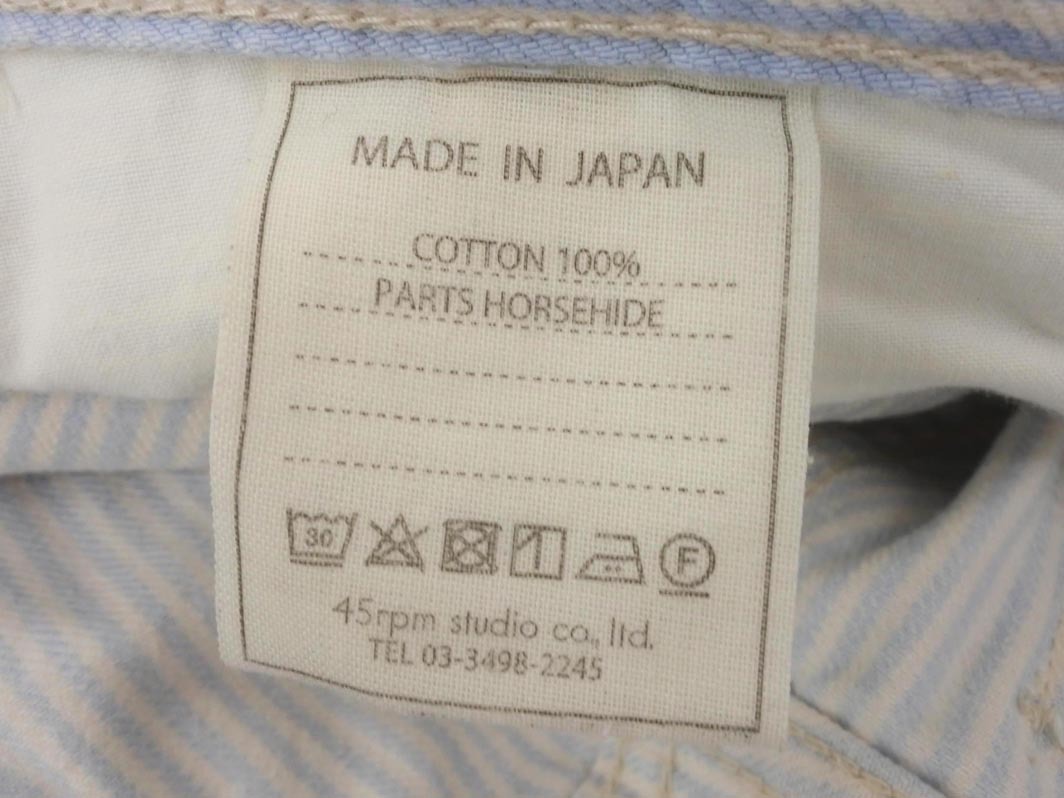 MADE IN JAPAN
COTTON 100%
PARTS HORSEHIDE
30 F
45rpm studio co., ltd.
TEL 03-3498-2245